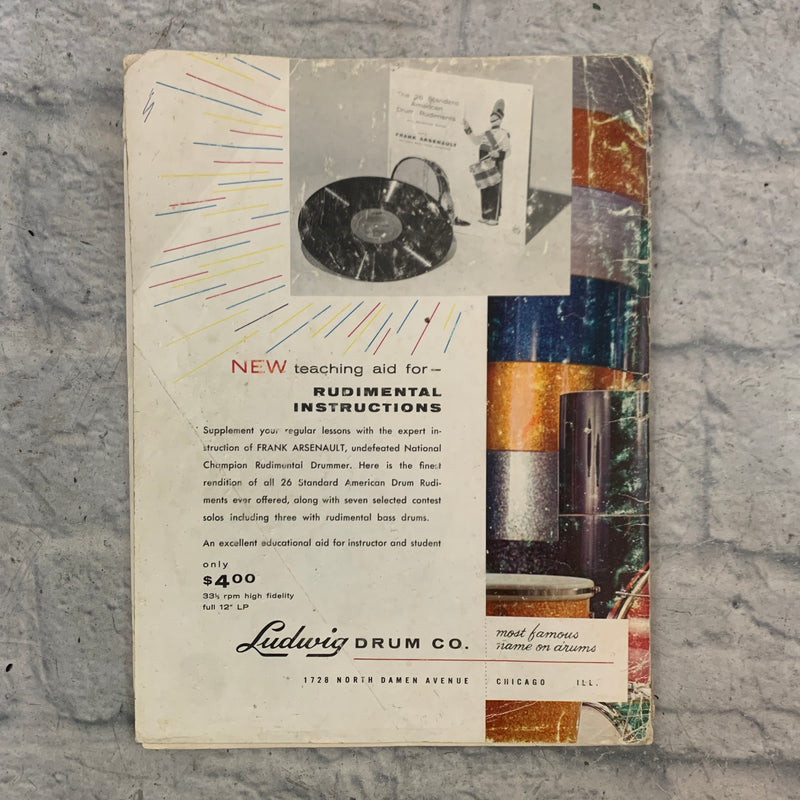 The 26 Standard
American
Drum Rudiments
FRANK ARSENAULT
NEW teaching aid for—
RUDIMENTAL
INSTRUCTIONS
Supplement your regular lessons with the expert in-
struction of FRANK ARSENAULT, undefeated National
Champion Rudimental Drummer. Here is the finest
rendition of all 26 Standard American Drum Rudi-
ments ever offered, along with seven selected contest
solos including three with rudimental bass drums.
An excellent educational aid for instructor and student
only
$400
33⅓ rpm high fidelity
full 12" LP
Ludwig DRUM CO.
most famous
name on drums
1728 NORTH DAMEN AVENUE CHICAGO ILL.